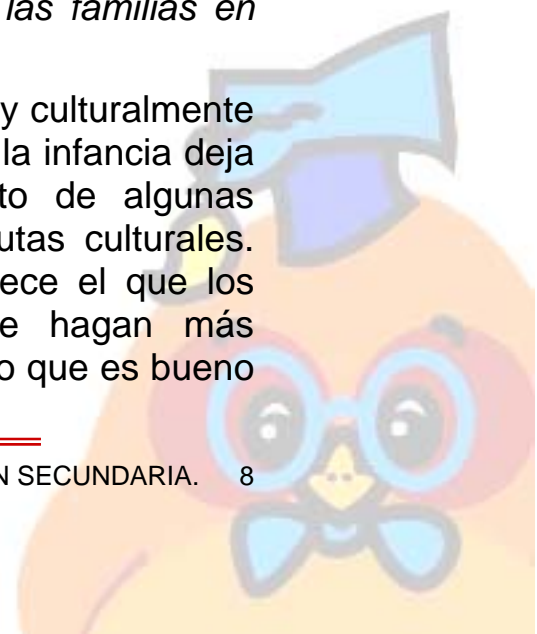 las familias en
y culturalmente
la infancia deja
to de algunas
utas culturales.
ece el que los
e hagan más
o que es bueno
N SECUNDARIA. 8